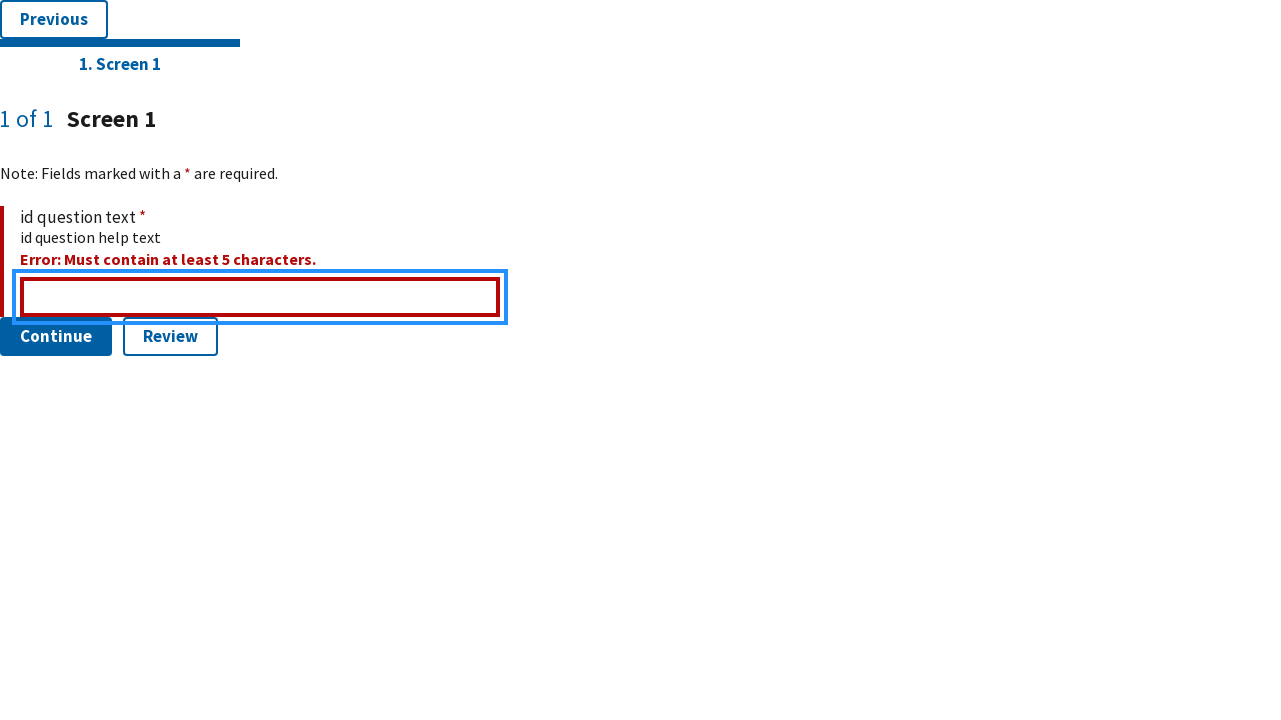 Previous
1. Screen 1
1 of 1 Screen 1
Note: Fields marked with a * are required.
id question text *
id question help text
Error: Must contain at least 5 characters.
Continue Review